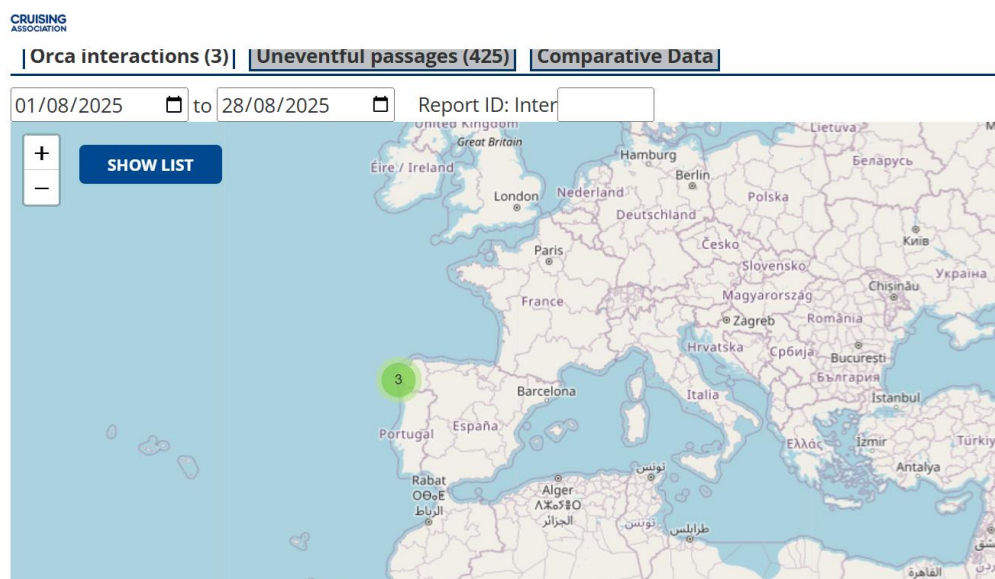 CRUISING
ASSOCIATION
Orca interactions (3)
Uneventful passages (425)
Comparative Data
01/08/2025 to 28/08/2025 Report ID: Inter
+
−
SHOW LIST
United Kingdom
Great Britain
Éire / Ireland
London
Nederland
Hamburg
Berlin
Lietuva
Беларусь
Polska
Deutschland
Česko
Київ
Україна
Paris
France
Slovensko
Magyarország
Chișinău
Zagreb
România
Hrvatska
Србија
București
България
3
Barcelona
Italia
Istanbul
Portugal
España
Ελλάς
İzmir
Türkiy
Antalya
Rabat
ⵔⴱⴰⵟ
الرباط
Alger
الجزائر
تونس
تونس
طرابلس
القاهرة